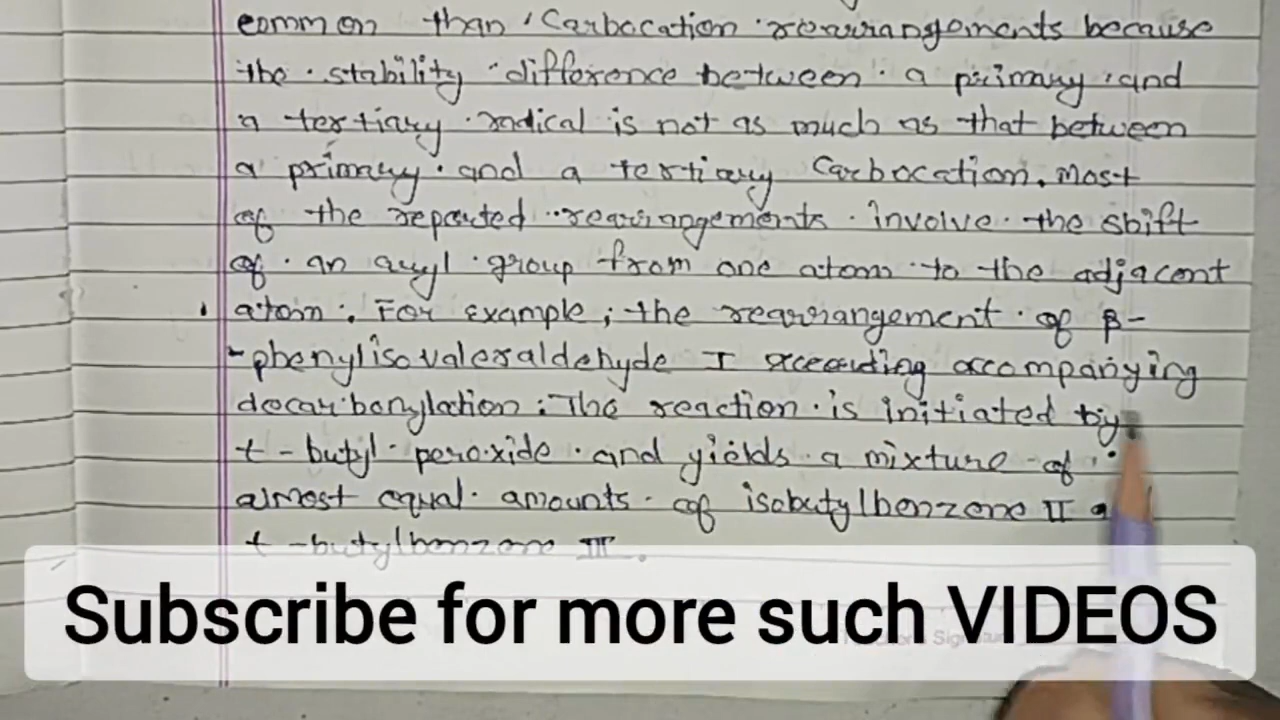 common than carbocation rearrangements because
the stability difference between a primary and
a tertiary radical is not as much as that between
a primary and a tertiary carbocation. Most
of the reported rearrangements involve the shift
of an aryl group from one atom to the adjacent
atom. For example, the rearrangement of β-
-phenylisovaleraldehyde I accompanying
decarbonylation. The reaction is initiated by
t-butyl peroxide and yields a mixture of
almost equal amounts of isobutylbenzene II a
t-butylbenzene III.
Subscribe for more such VIDEOS